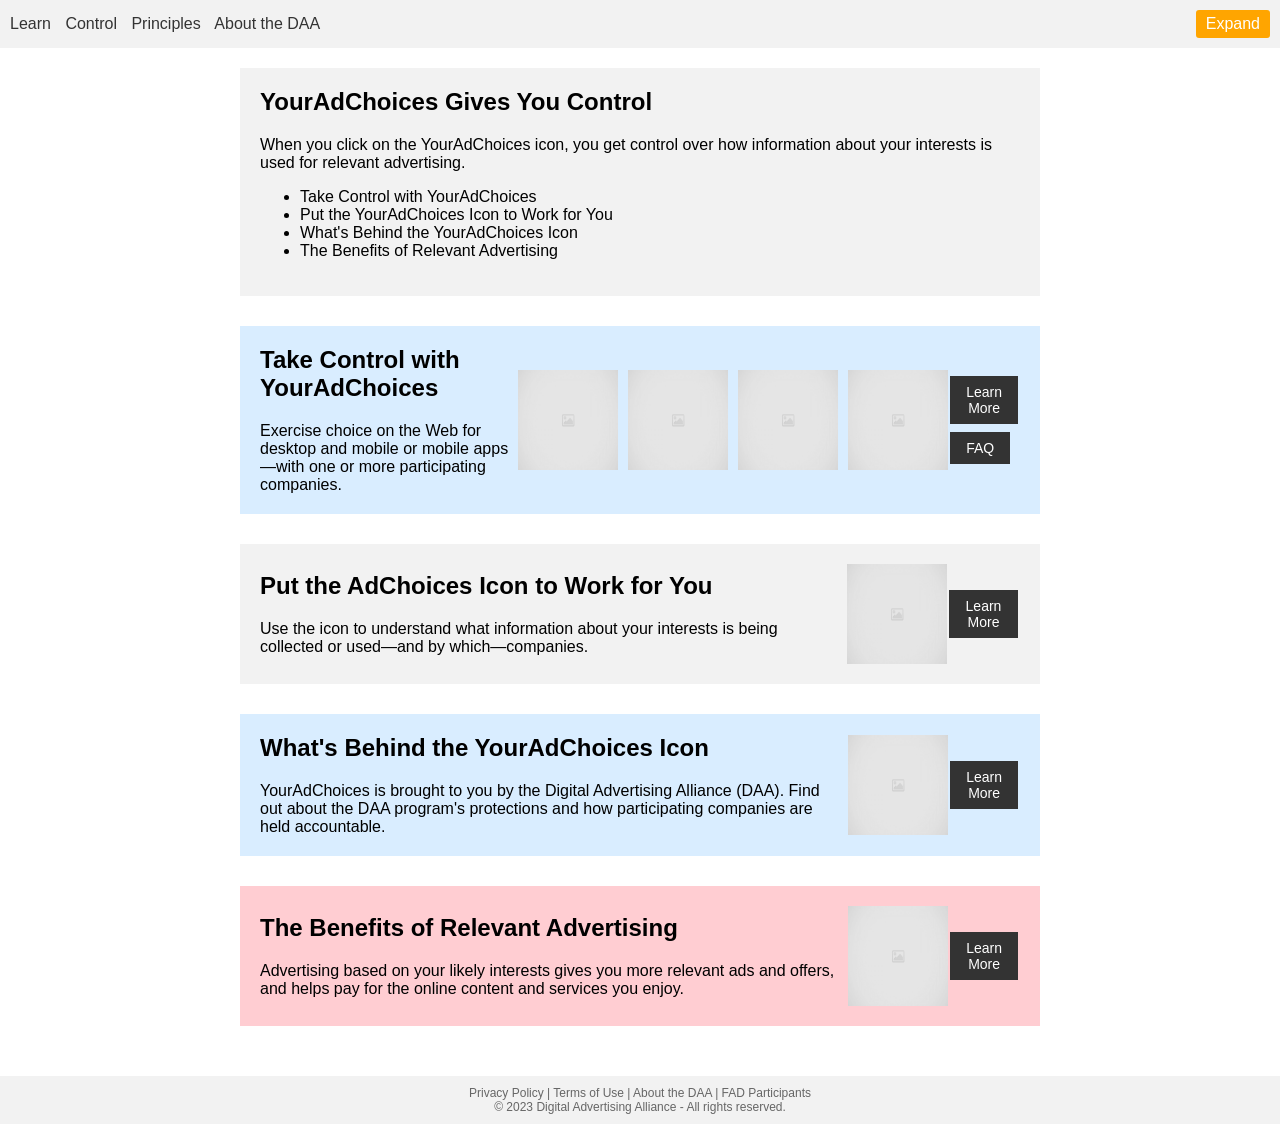 Learn Control Principles About the DAA Expand
YourAdChoices Gives You Control
When you click on the YourAdChoices icon, you get control over how information about your interests is
used for relevant advertising.
Take Control with YourAdChoices
Put the YourAdChoices Icon to Work for You
What's Behind the YourAdChoices Icon
The Benefits of Relevant Advertising
Take Control with
YourAdChoices
Exercise choice on the Web for
desktop and mobile or mobile apps
—with one or more participating
companies.
Learn
More
FAQ
Put the AdChoices Icon to Work for You
Use the icon to understand what information about your interests is being
collected or used—and by which—companies.
Learn
More
What's Behind the YourAdChoices Icon
YourAdChoices is brought to you by the Digital Advertising Alliance (DAA). Find
out about the DAA program's protections and how participating companies are
held accountable.
Learn
More
The Benefits of Relevant Advertising
Advertising based on your likely interests gives you more relevant ads and offers,
and helps pay for the online content and services you enjoy.
Learn
More
Privacy Policy | Terms of Use | About the DAA | FAD Participants
© 2023 Digital Advertising Alliance - All rights reserved.